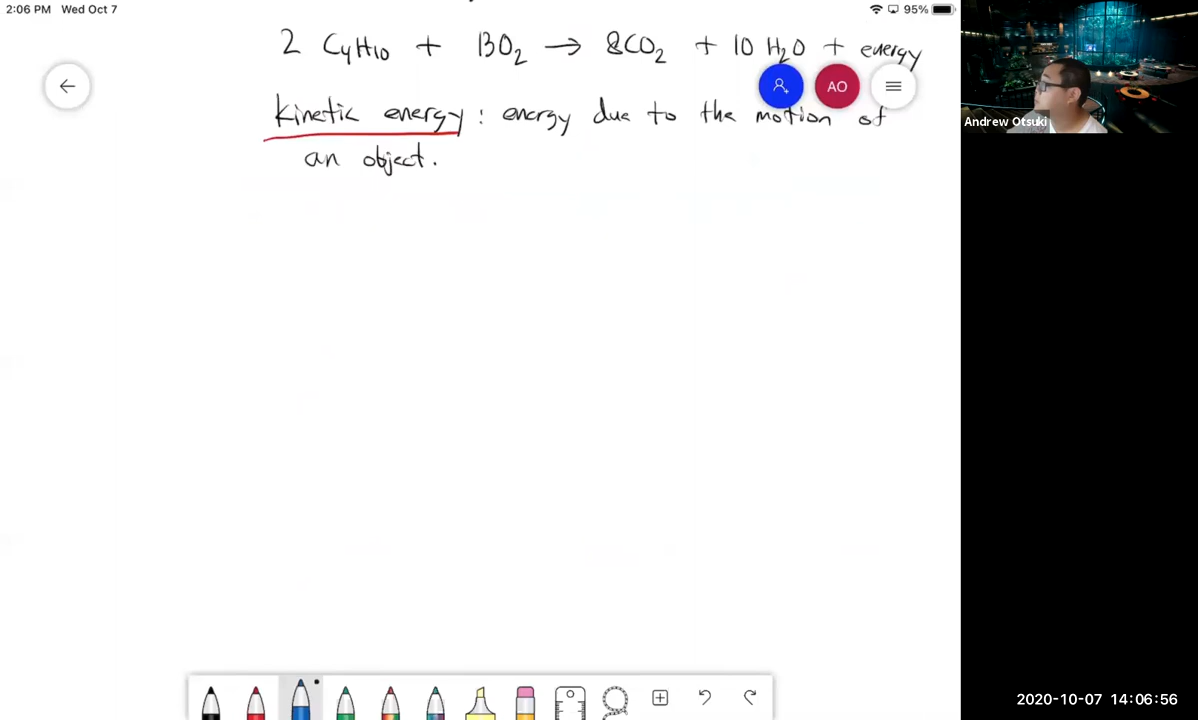 2:06 PM Wed Oct 7
95%
2 C4H10 + 13O2 → 8CO2 + 10 H2O + energy
AO
kinetic energy : energy due to the motion of
an object.
Andrew Otsuki
2020-10-07 14:06:56